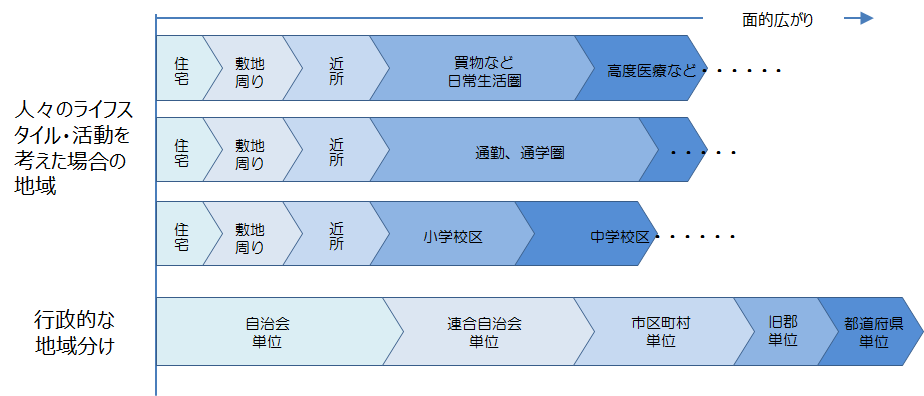 面的広がり
人々のライフス
タイル・活動を
考えた場合の
地域
住
宅
敷地
周り
近
所
買物など
日常生活圏
高度医療など・・・・・・
住
宅
敷地
周り
近
所
通勤、通学圏
・・・・・
住
宅
敷地
周り
近
所
小学校区
中学校区・・・・・・
行政的な
地域分け
自治会
単位
連合自治会
単位
市区町村
単位
旧郡
単位
都道府県
単位